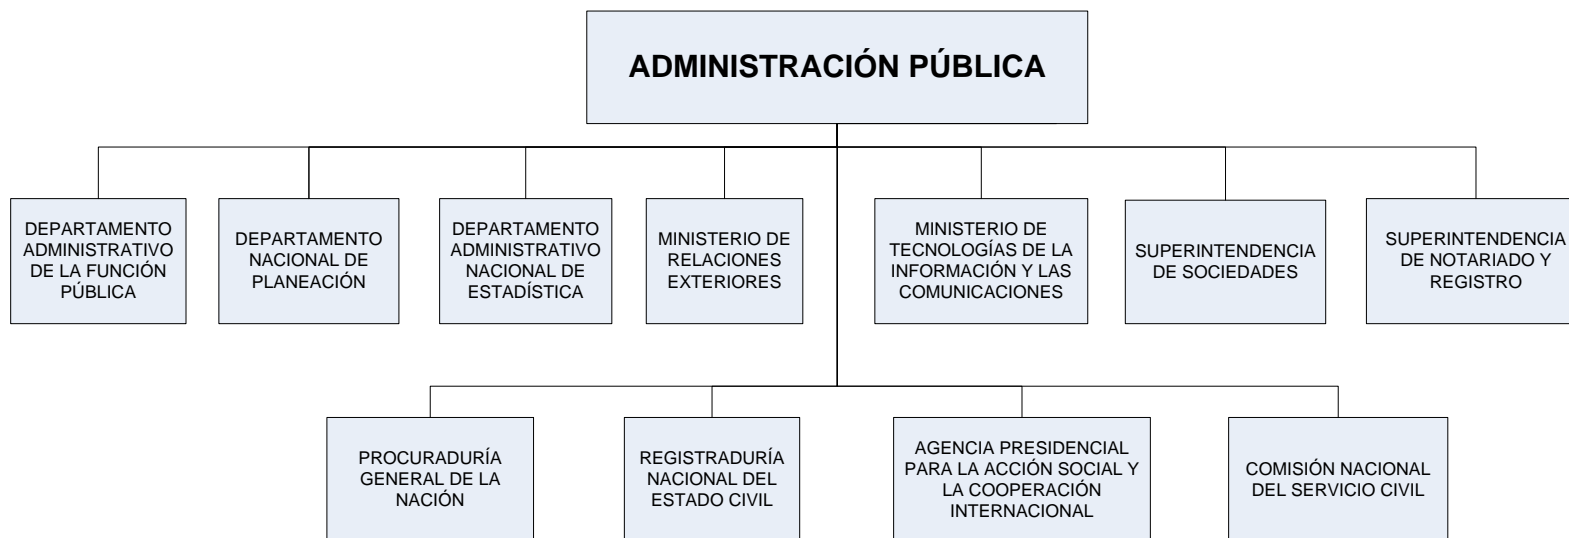 ADMINISTRACIÓN PÚBLICA
DEPARTAMENTO
ADMINISTRATIVO
DE LA FUNCIÓN
PÚBLICA
DEPARTAMENTO
NACIONAL DE
PLANEACIÓN
DEPARTAMENTO
ADMINISTRATIVO
NACIONAL DE
ESTADÍSTICA
MINISTERIO DE
RELACIONES
EXTERIORES
MINISTERIO DE
TECNOLOGÍAS DE LA
INFORMACIÓN Y LAS
COMUNICACIONES
SUPERINTENDENCIA
DE SOCIEDADES
SUPERINTENDENCIA
DE NOTARIADO Y
REGISTRO
PROCURADURÍA
GENERAL DE LA
NACIÓN
REGISTRADURÍA
NACIONAL DEL
ESTADO CIVIL
AGENCIA PRESIDENCIAL
PARA LA ACCIÓN SOCIAL Y
LA COOPERACIÓN
INTERNACIONAL
COMISIÓN NACIONAL
DEL SERVICIO CIVIL